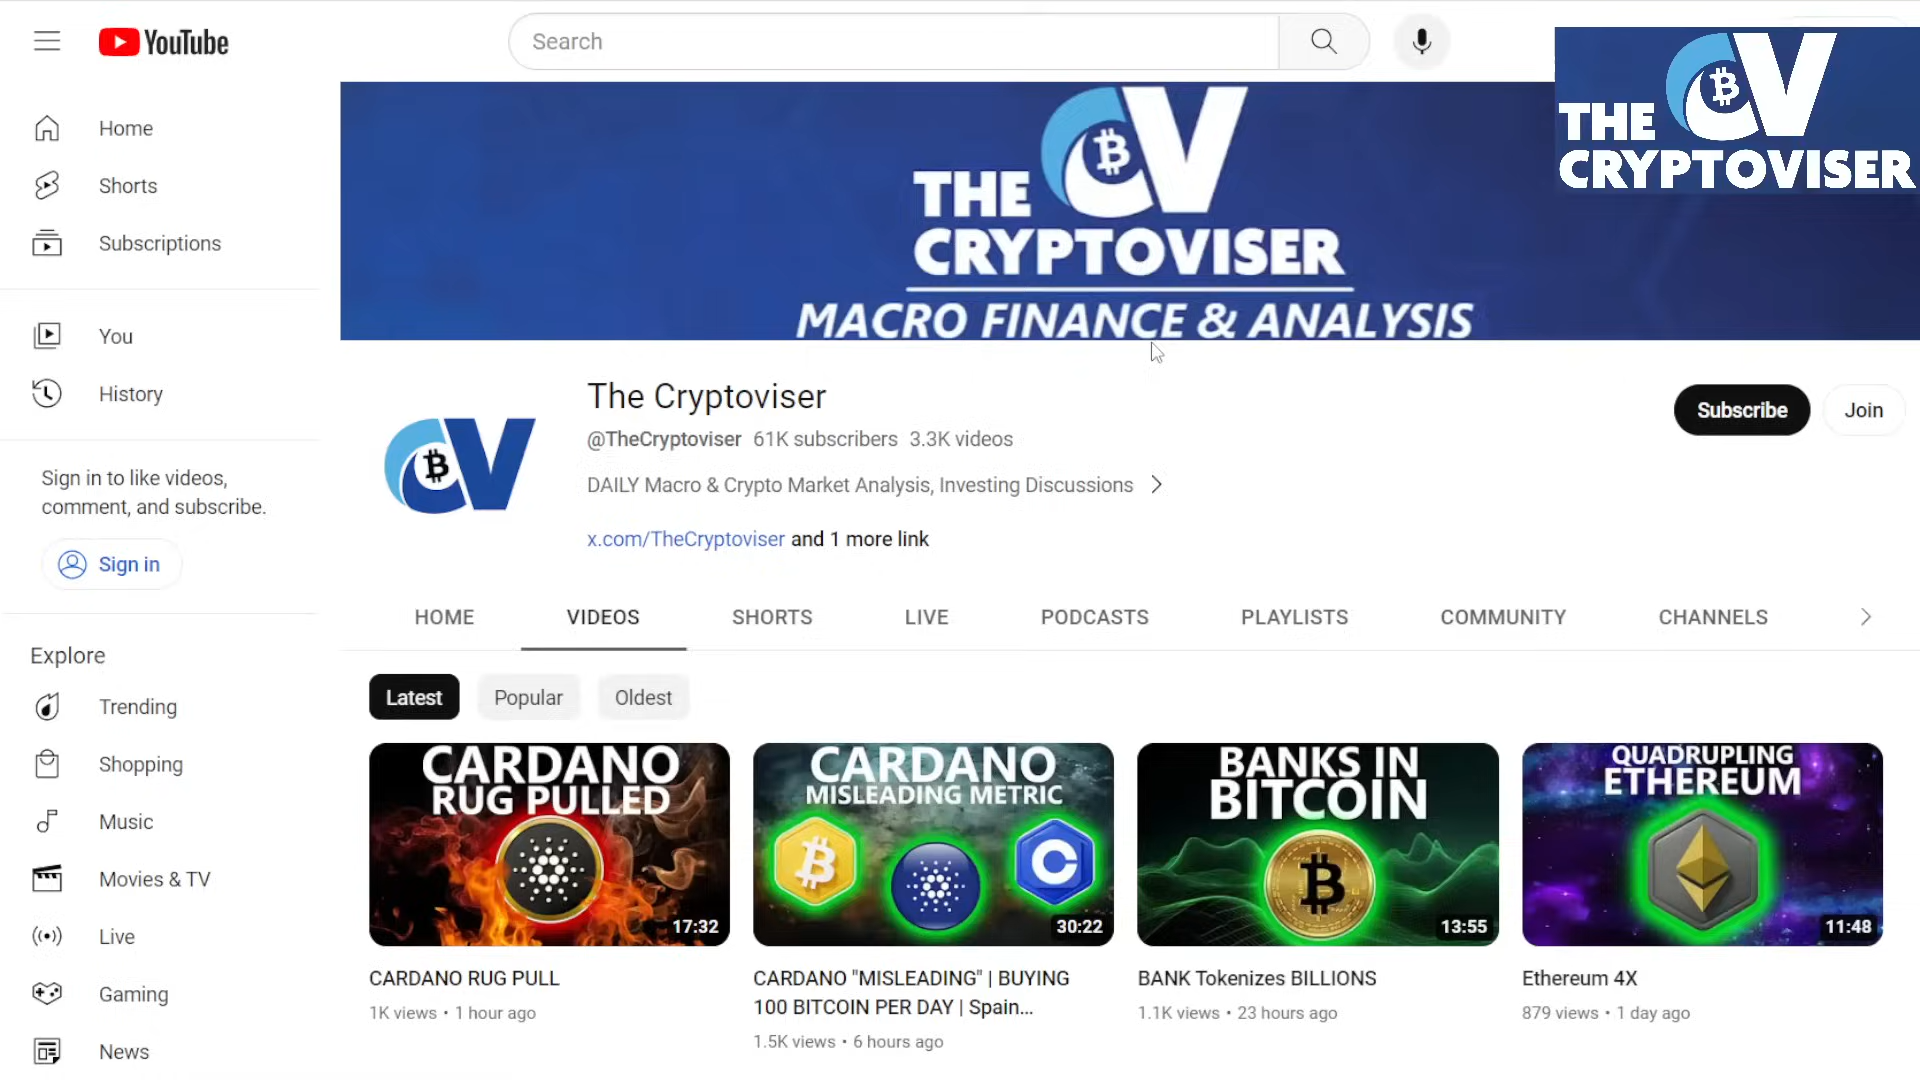 YouTube
Search
Home
Shorts
Subscriptions
You
History
Sign in to like videos,
comment, and subscribe.
Sign in
Explore
Trending
Shopping
Music
Movies & TV
Live
Gaming
News
THE CV
CRYPTOVISER
MACRO FINANCE & ANALYSIS
THE CV
CRYPTOVISER
CV
The Cryptoviser
@TheCryptoviser 61K subscribers 3.3K videos
DAILY Macro & Crypto Market Analysis, Investing Discussions
x.com/TheCryptoviser and 1 more link
Subscribe
Join
HOME VIDEOS SHORTS LIVE PODCASTS PLAYLISTS COMMUNITY CHANNELS
Latest Popular Oldest
CARDANO
RUG PULLED
17:32
CARDANO RUG PULL
1K views • 1 hour ago
CARDANO
MISLEADING METRIC
30:22
CARDANO "MISLEADING" | BUYING
100 BITCOIN PER DAY | Spain...
1.5K views • 6 hours ago
BANKS IN
BITCOIN
13:55
BANK Tokenizes BILLIONS
1.1K views • 23 hours ago
QUADRUPLING
ETHEREUM
11:48
Ethereum 4X
879 views • 1 day ago